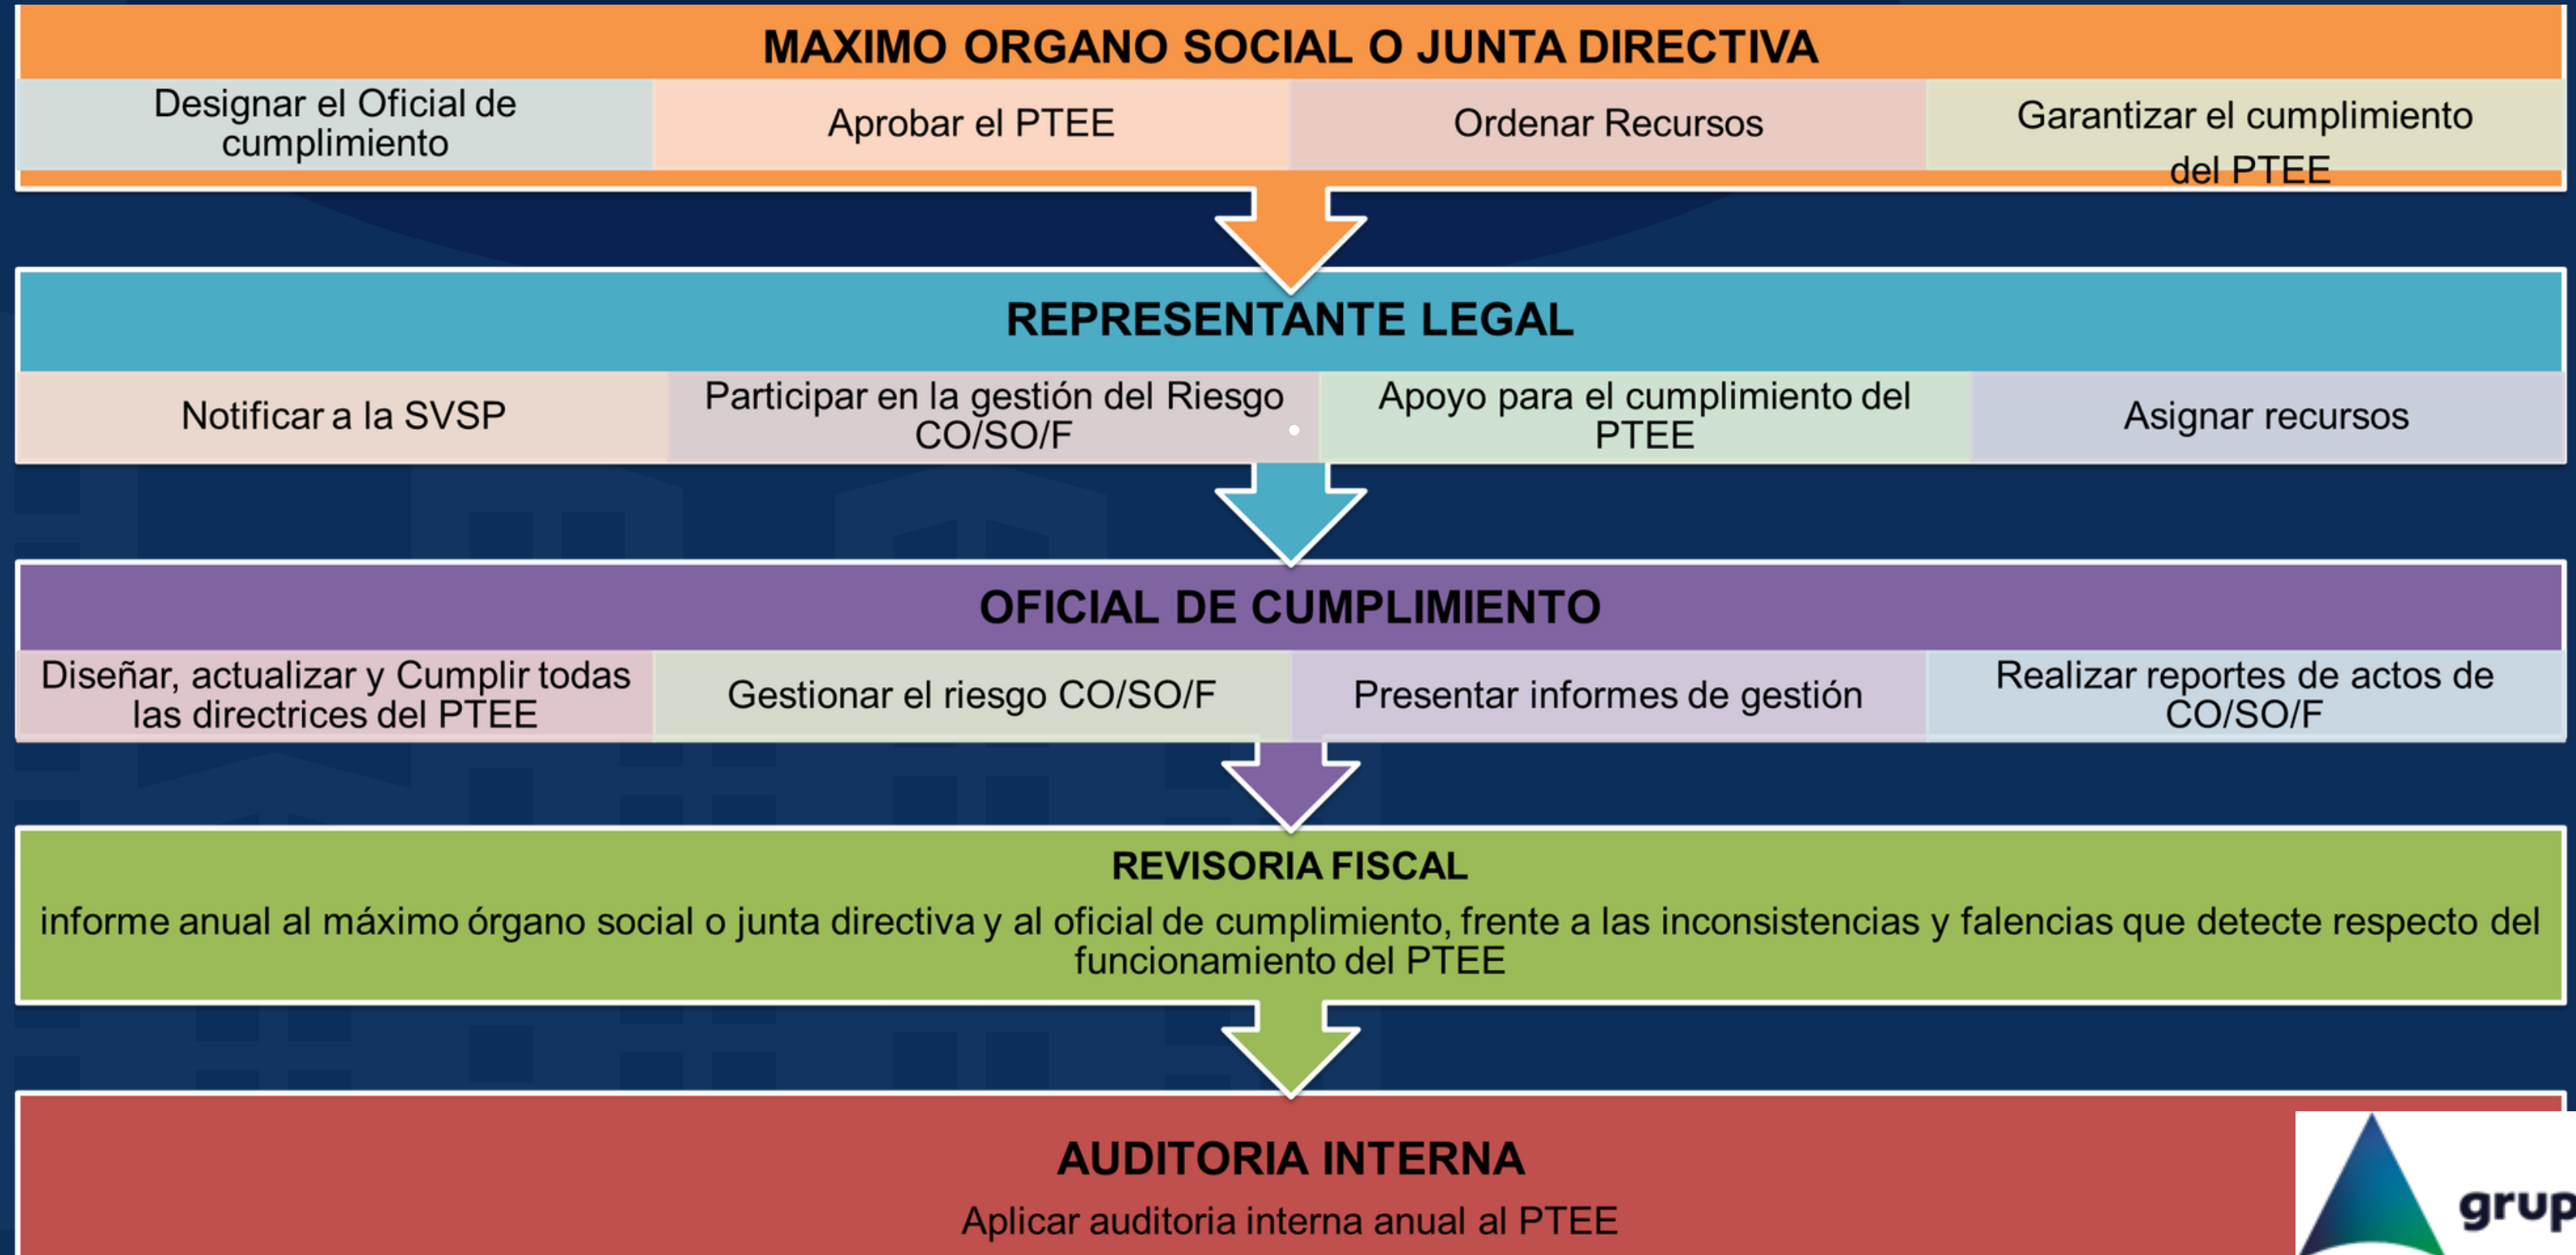 MAXIMO ORGANO SOCIAL O JUNTA DIRECTIVA
Designar el Oficial de
cumplimiento
Aprobar el PTEE
Ordenar Recursos
Garantizar el cumplimiento
del PTEE
REPRESENTANTE LEGAL
Notificar a la SVSP
Participar en la gestión del Riesgo
CO/SO/F
Apoyo para el cumplimiento del
PTEE
Asignar recursos
OFICIAL DE CUMPLIMIENTO
Diseñar, actualizar y Cumplir todas
las directrices del PTEE
Gestionar el riesgo CO/SO/F
Presentar informes de gestión
Realizar reportes de actos de
CO/SO/F
REVISORIA FISCAL
informe anual al máximo órgano social o junta directiva y al oficial de cumplimiento, frente a las inconsistencias y falencias que detecte respecto del
funcionamiento del PTEE
AUDITORIA INTERNA
Aplicar auditoria interna anual al PTEE
grup